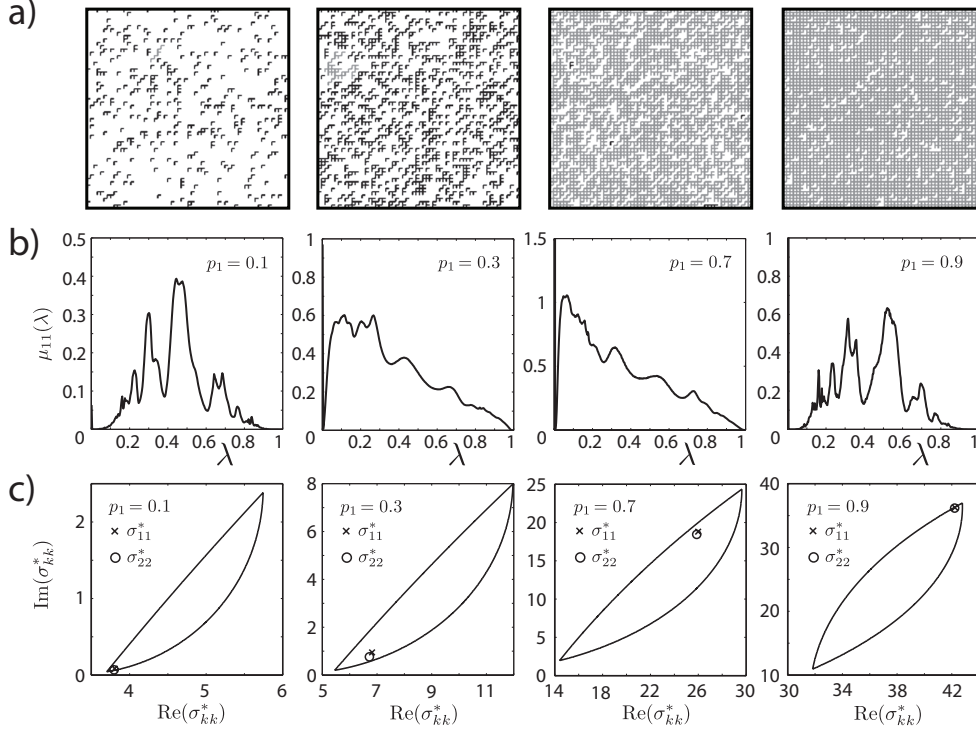 a)
b)
0.5
0.4
0.3
0.2
0.1
0
μ₁₁(λ)
p₁ = 0.1
0.2 0.4 0.6 0.8 1
λ
1
0.8
0.6
0.4
0.2
0
p₁ = 0.3
0.2 0.4 0.6 0.8 1
λ
1.5
1
0.5
0
p₁ = 0.7
0.2 0.4 0.6 0.8 1
λ
1
0.8
0.6
0.4
0.2
0
p₁ = 0.9
0.2 0.4 0.6 0.8 1
λ
c)
2
1
0
Im(σ*ₖₖ)
p₁ = 0.1
× σ*₁₁
○ σ*₂₂
4 5 6
Re(σ*ₖₖ)
8
6
4
2
0
p₁ = 0.3
× σ*₁₁
○ σ*₂₂
5 7 9 11
Re(σ*ₖₖ)
25
20
15
10
5
0
p₁ = 0.7
× σ*₁₁
○ σ*₂₂
14 18 22 26 30
Re(σ*ₖₖ)
40
30
20
10
p₁ = 0.9
× σ*₁₁
○ σ*₂₂
30 34 38 42
Re(σ*ₖₖ)